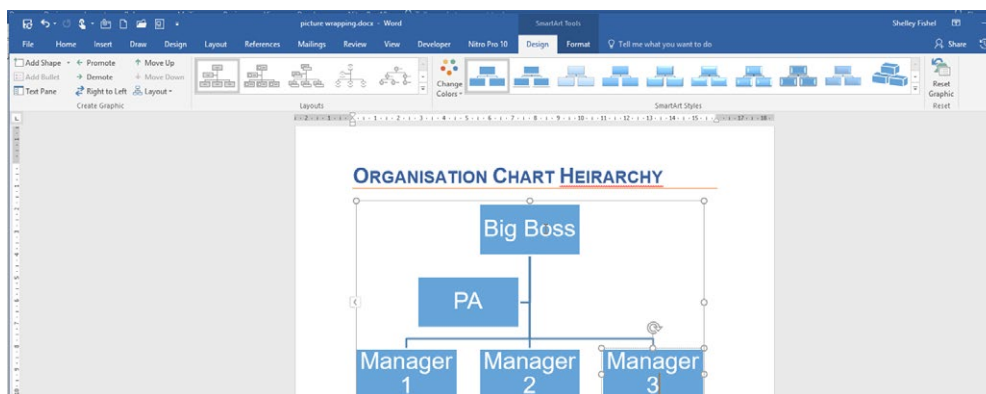 picture wrapping.docx - Word
SmartArt Tools
Shelley Fishel
File Home Insert Draw Design Layout References Mailings Review View Developer Nitro Pro 10 Design Format Tell me what you want to do Share
Add Shape Promote Move Up
Add Bullet Demote Move Down
Text Pane Right to Left Layout
Create Graphic
Layouts
Change
Colors
SmartArt Styles
Reset
Graphic
Reset
ORGANISATION CHART HEIRARCHY
Big Boss
PA
Manager
1
Manager
2
Manager
3